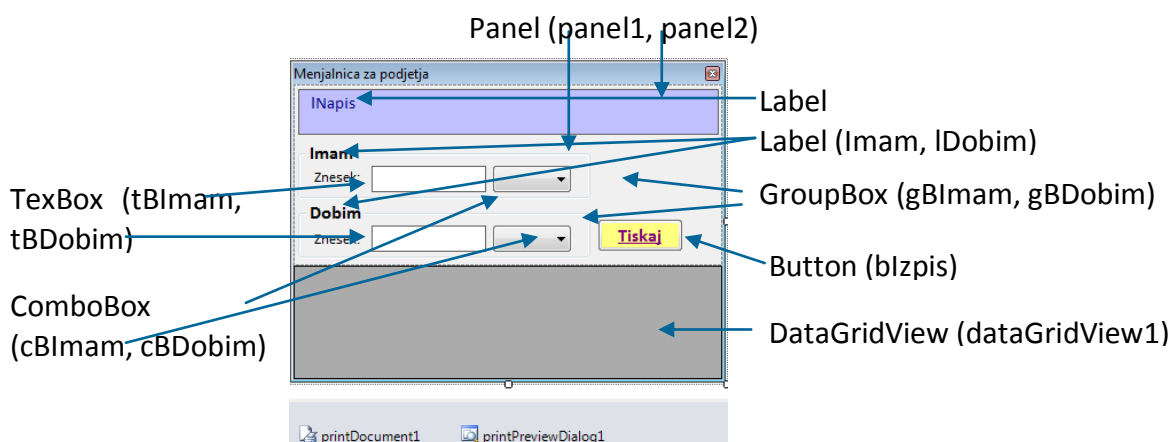 Panel (panel1, panel2)
Menjalnica za podjetja
lNapis
Label
Imam
Label (Imam, lDobim)
Znesek:
TexBox (tBImam,
tBDobim)
GroupBox (gBImam, gBDobim)
Dobim
Znesek:
Tiskaj
Button (bIzpis)
ComboBox
(cBImam, cBDobim)
DataGridView (dataGridView1)
printDocument1
printPreviewDialog1